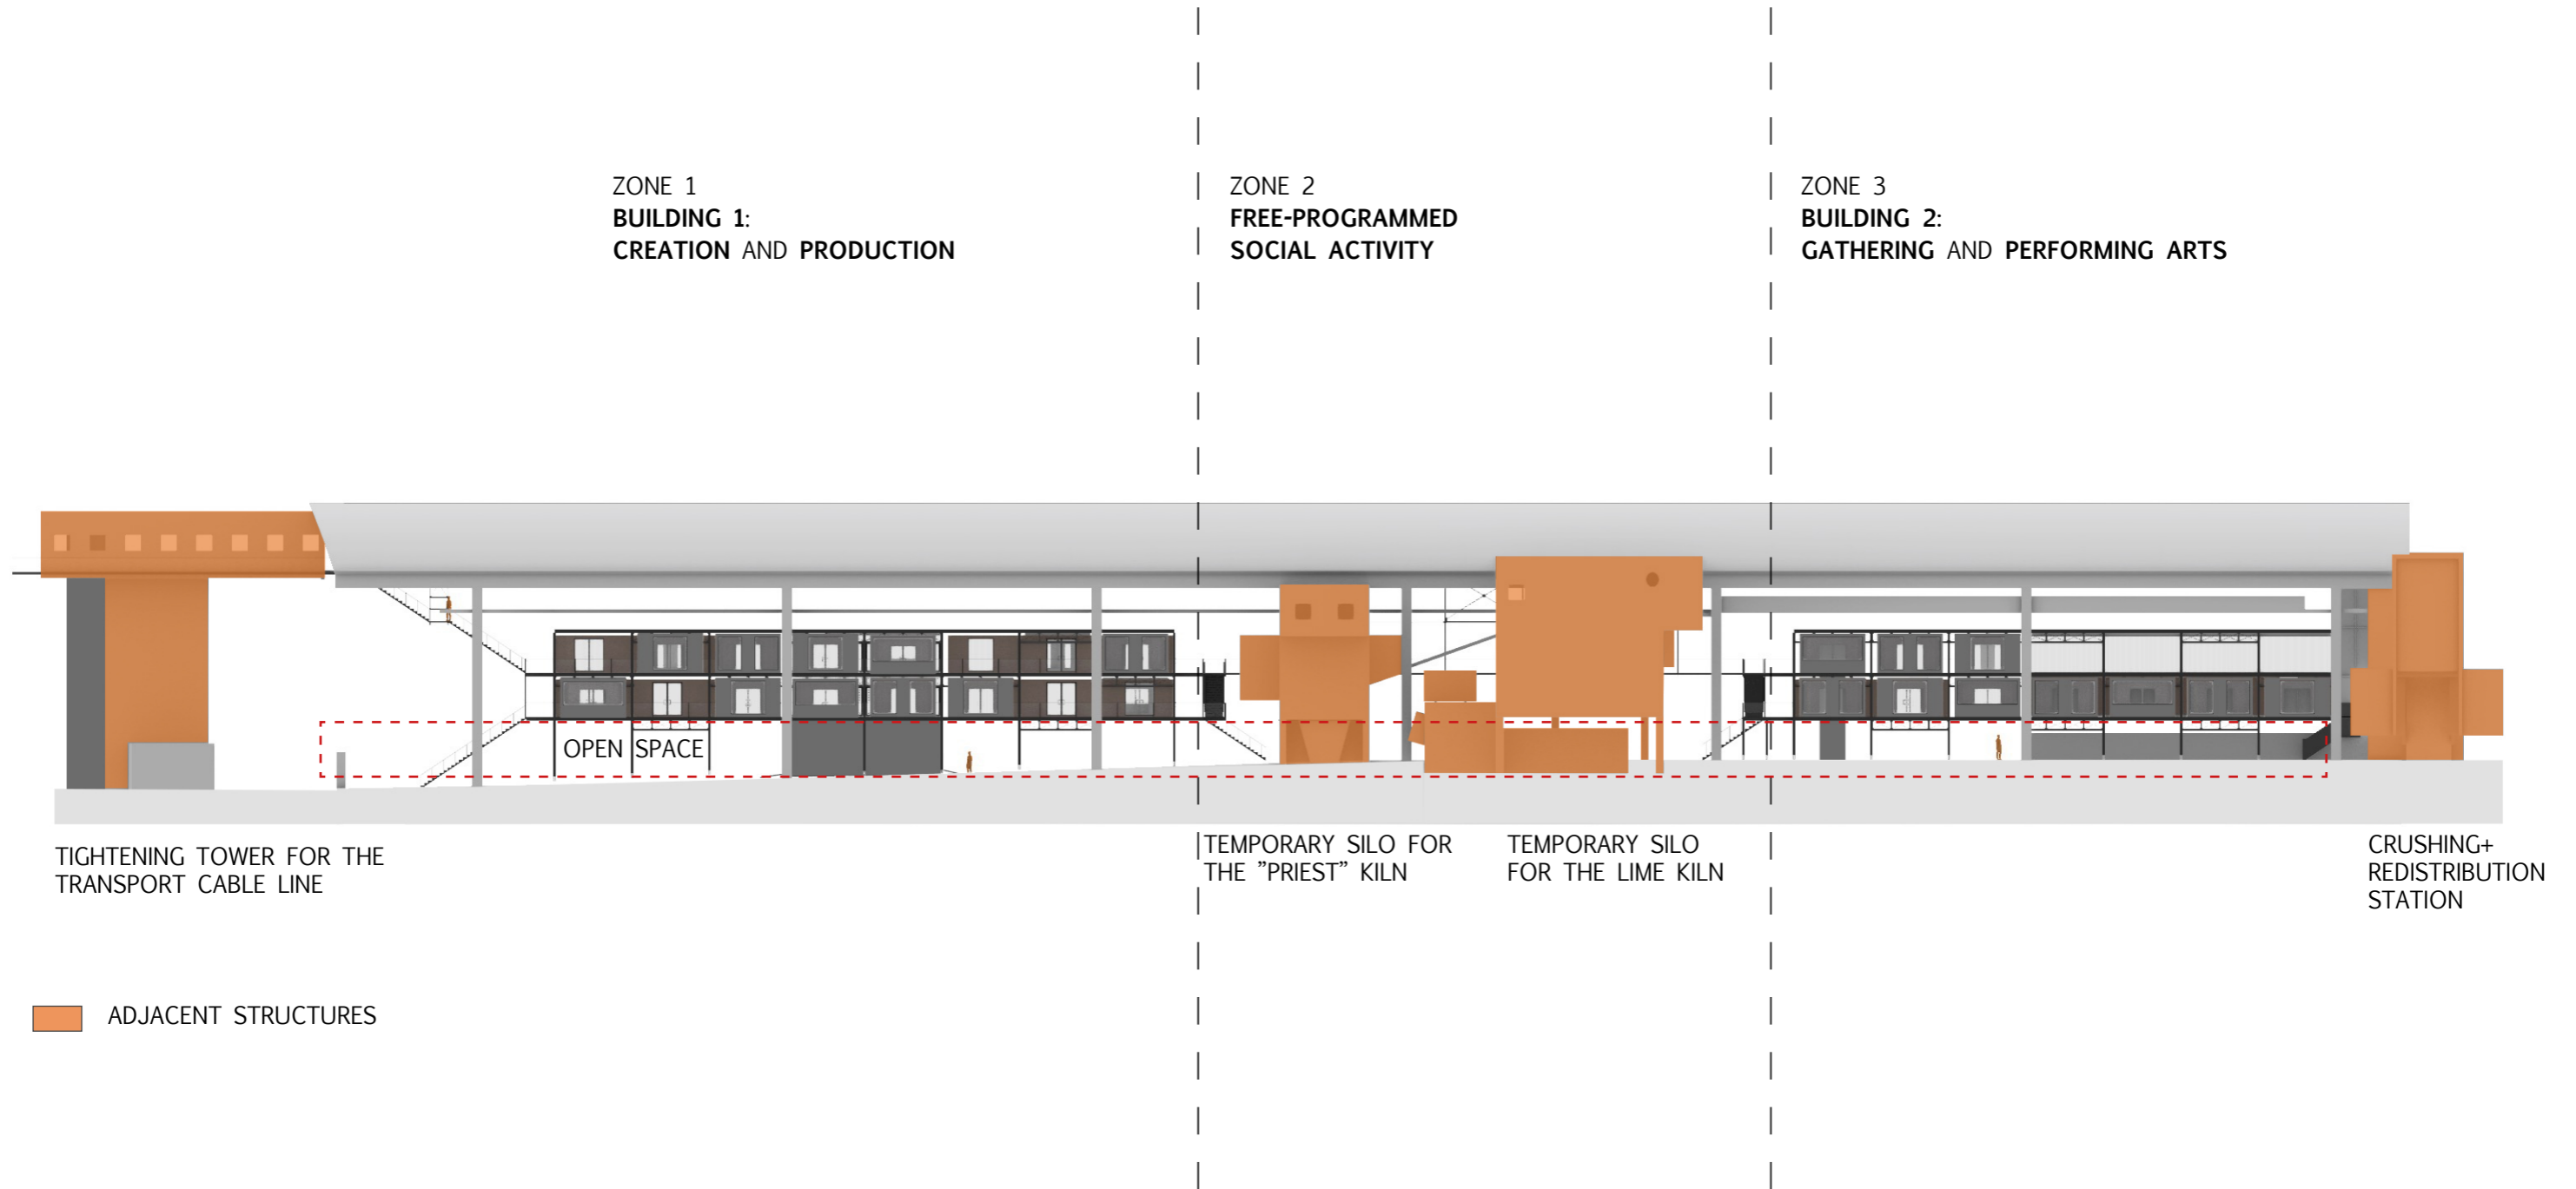 ZONE 1
BUILDING 1:
CREATION AND PRODUCTION
ZONE 2
FREE-PROGRAMMED
SOCIAL ACTIVITY
ZONE 3
BUILDING 2:
GATHERING AND PERFORMING ARTS
OPEN SPACE
TIGHTENING TOWER FOR THE
TRANSPORT CABLE LINE
TEMPORARY SILO FOR
THE ”PRIEST” KILN
TEMPORARY SILO
FOR THE LIME KILN
CRUSHING+
REDISTRIBUTION
STATION
ADJACENT STRUCTURES